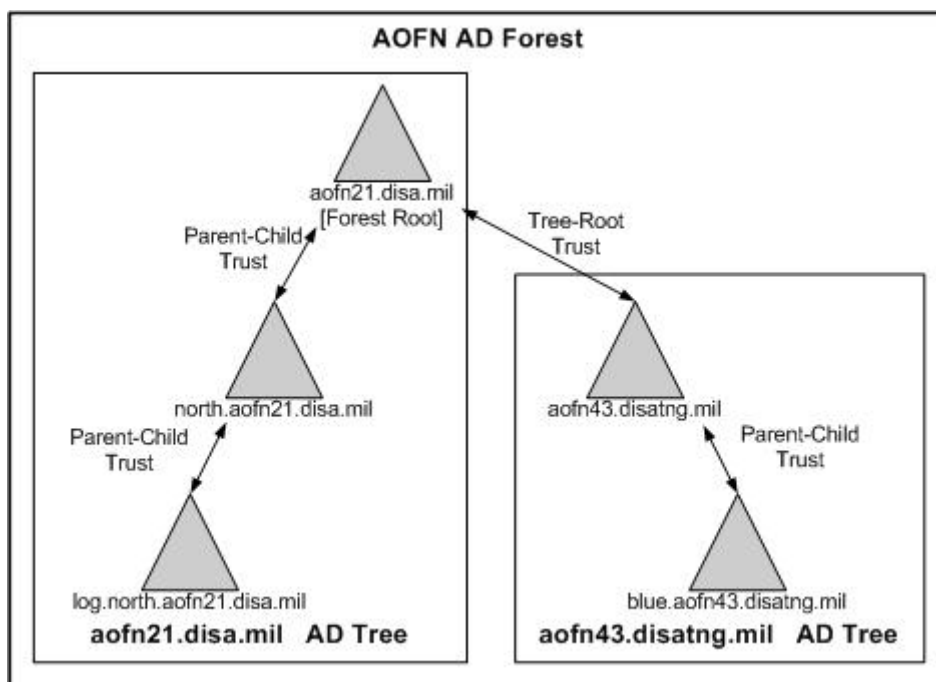 AOFN AD Forest
aofn21.disa.mil
[Forest Root]
Parent-Child
Trust
Tree-Root
Trust
north.aofn21.disa.mil
aofn43.disatng.mil
Parent-Child
Trust
Parent-Child
Trust
log.north.aofn21.disa.mil
blue.aofn43.disatng.mil
aofn21.disa.mil AD Tree
aofn43.disatng.mil AD Tree